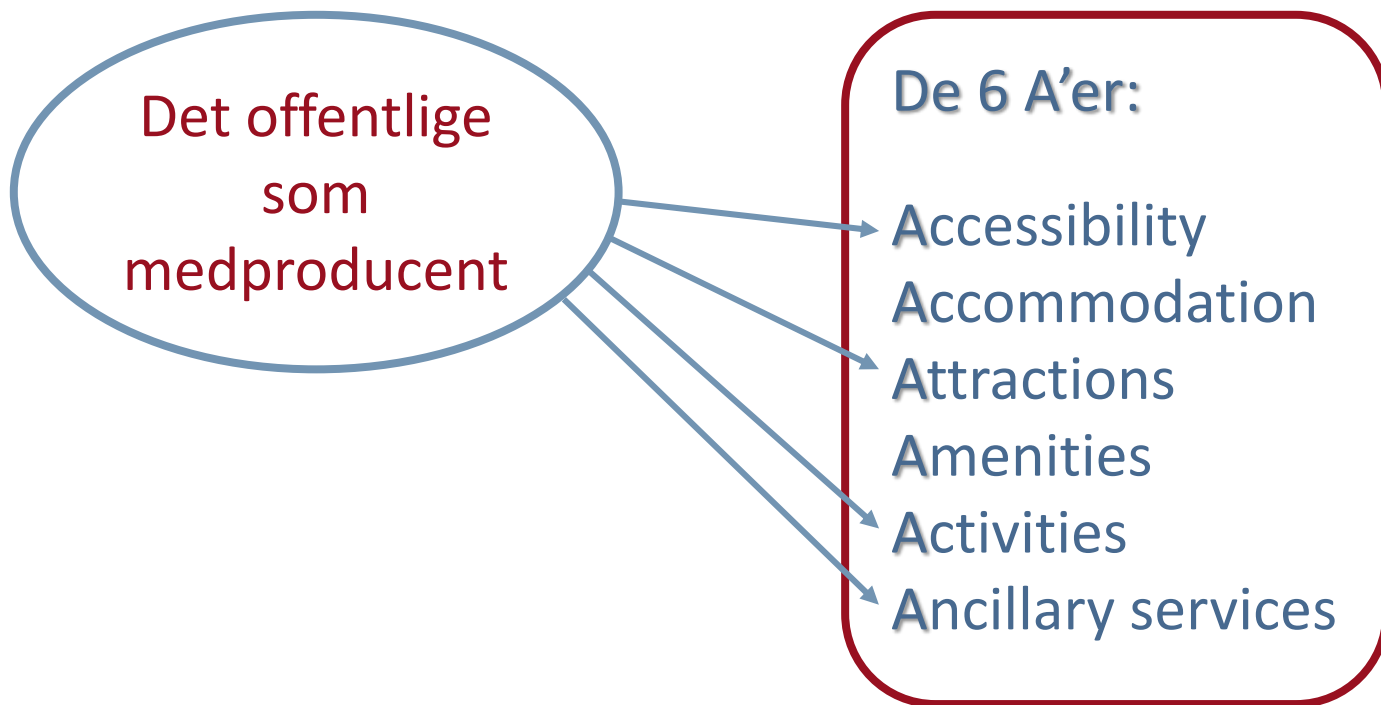 Det offentlige
som
medproducent
De 6 A’er:
Accessibility
Accommodation
Attractions
Amenities
Activities
Ancillary services